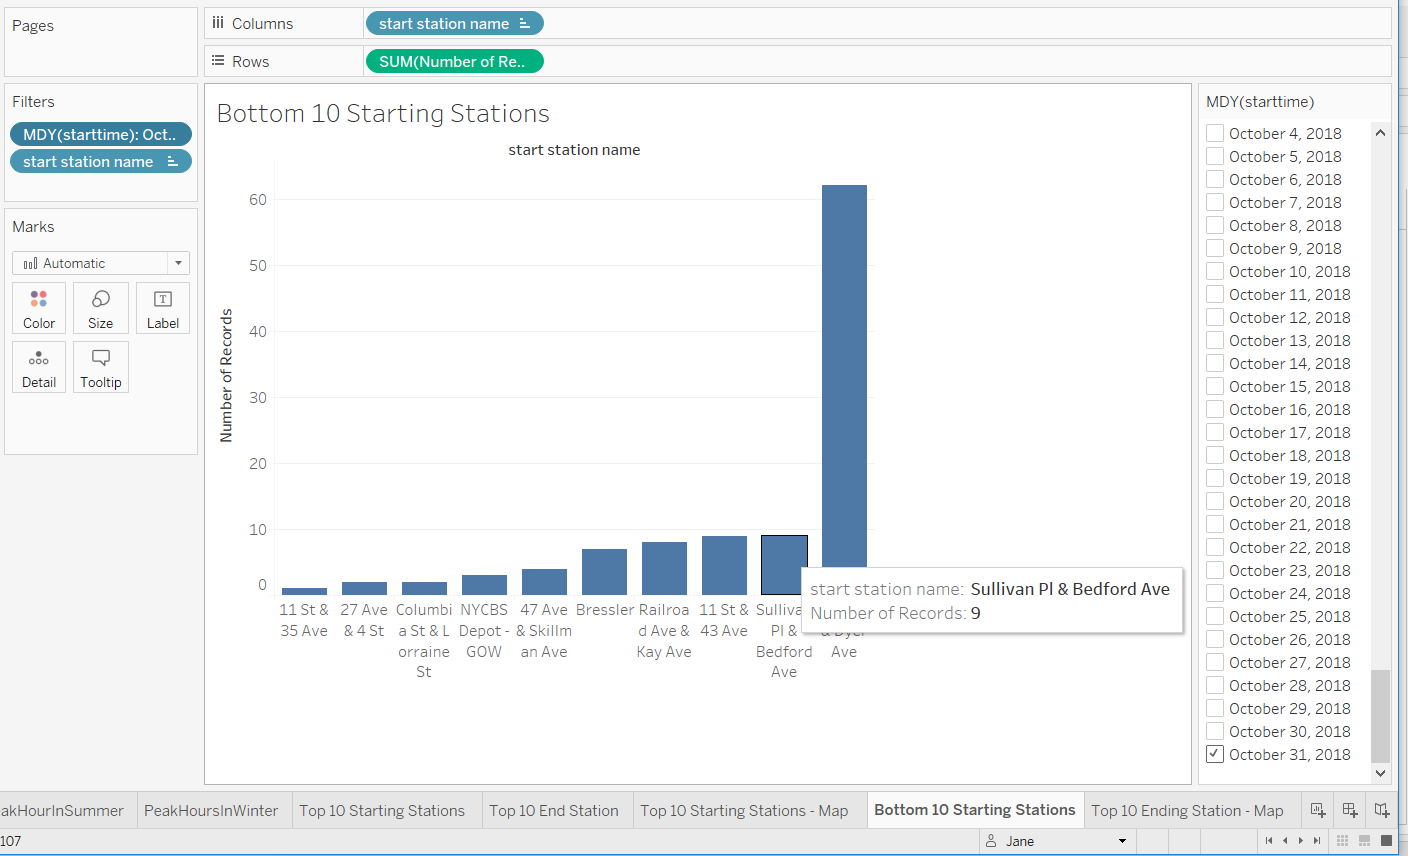 Pages
Columns
start station name
Rows
SUM(Number of Re..
Filters
MDY(starttime): Oct..
start station name
Marks
Automatic
Color
Size
Label
Detail
Tooltip
Bottom 10 Starting Stations
start station name
Number of Records
60
50
40
30
20
10
0
11 St &
35 Ave
27 Ave
& 4 St
Columbi
a St & L
orraine
St
NYCBS
Depot -
GOW
47 Ave
& Skillm
an Ave
Bressler
Railroa
d Ave &
Kay Ave
11 St &
43 Ave
Sulliva
Pl &
Bedford
Ave
& Dyer
Ave
start station name: Sullivan Pl & Bedford Ave
Number of Records: 9
MDY(starttime)
October 4, 2018
October 5, 2018
October 6, 2018
October 7, 2018
October 8, 2018
October 9, 2018
October 10, 2018
October 11, 2018
October 12, 2018
October 13, 2018
October 14, 2018
October 15, 2018
October 16, 2018
October 17, 2018
October 18, 2018
October 19, 2018
October 20, 2018
October 21, 2018
October 22, 2018
October 23, 2018
October 24, 2018
October 25, 2018
October 26, 2018
October 27, 2018
October 28, 2018
October 29, 2018
October 30, 2018
October 31, 2018
eakHourInSummer
PeakHoursInWinter
Top 10 Starting Stations
Top 10 End Station
Top 10 Starting Stations - Map
Bottom 10 Starting Stations
Top 10 Ending Station - Map
107
Jane